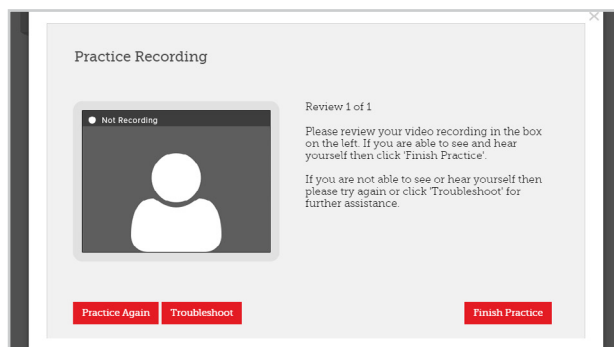 Practice Recording
Not Recording
Review 1 of 1
Please review your video recording in the box
on the left. If you are able to see and hear
yourself then click 'Finish Practice'.
If you are not able to see or hear yourself then
please try again or click 'Troubleshoot' for
further assistance.
Practice Again Troubleshoot Finish Practice